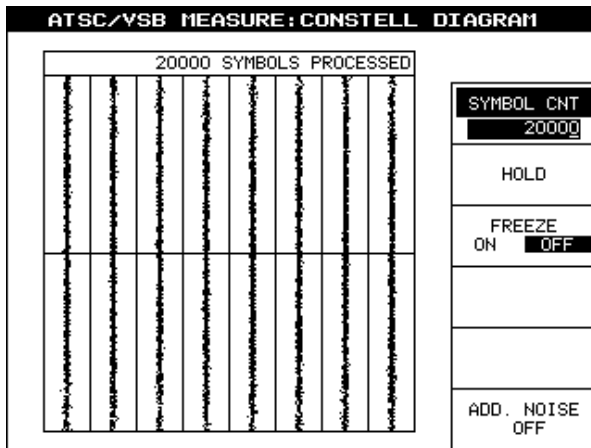 ATSC/VSB MEASURE:CONSTELL DIAGRAM
20000 SYMBOLS PROCESSED
SYMBOL CNT
20000
HOLD
FREEZE
ON OFF
ADD. NOISE
OFF